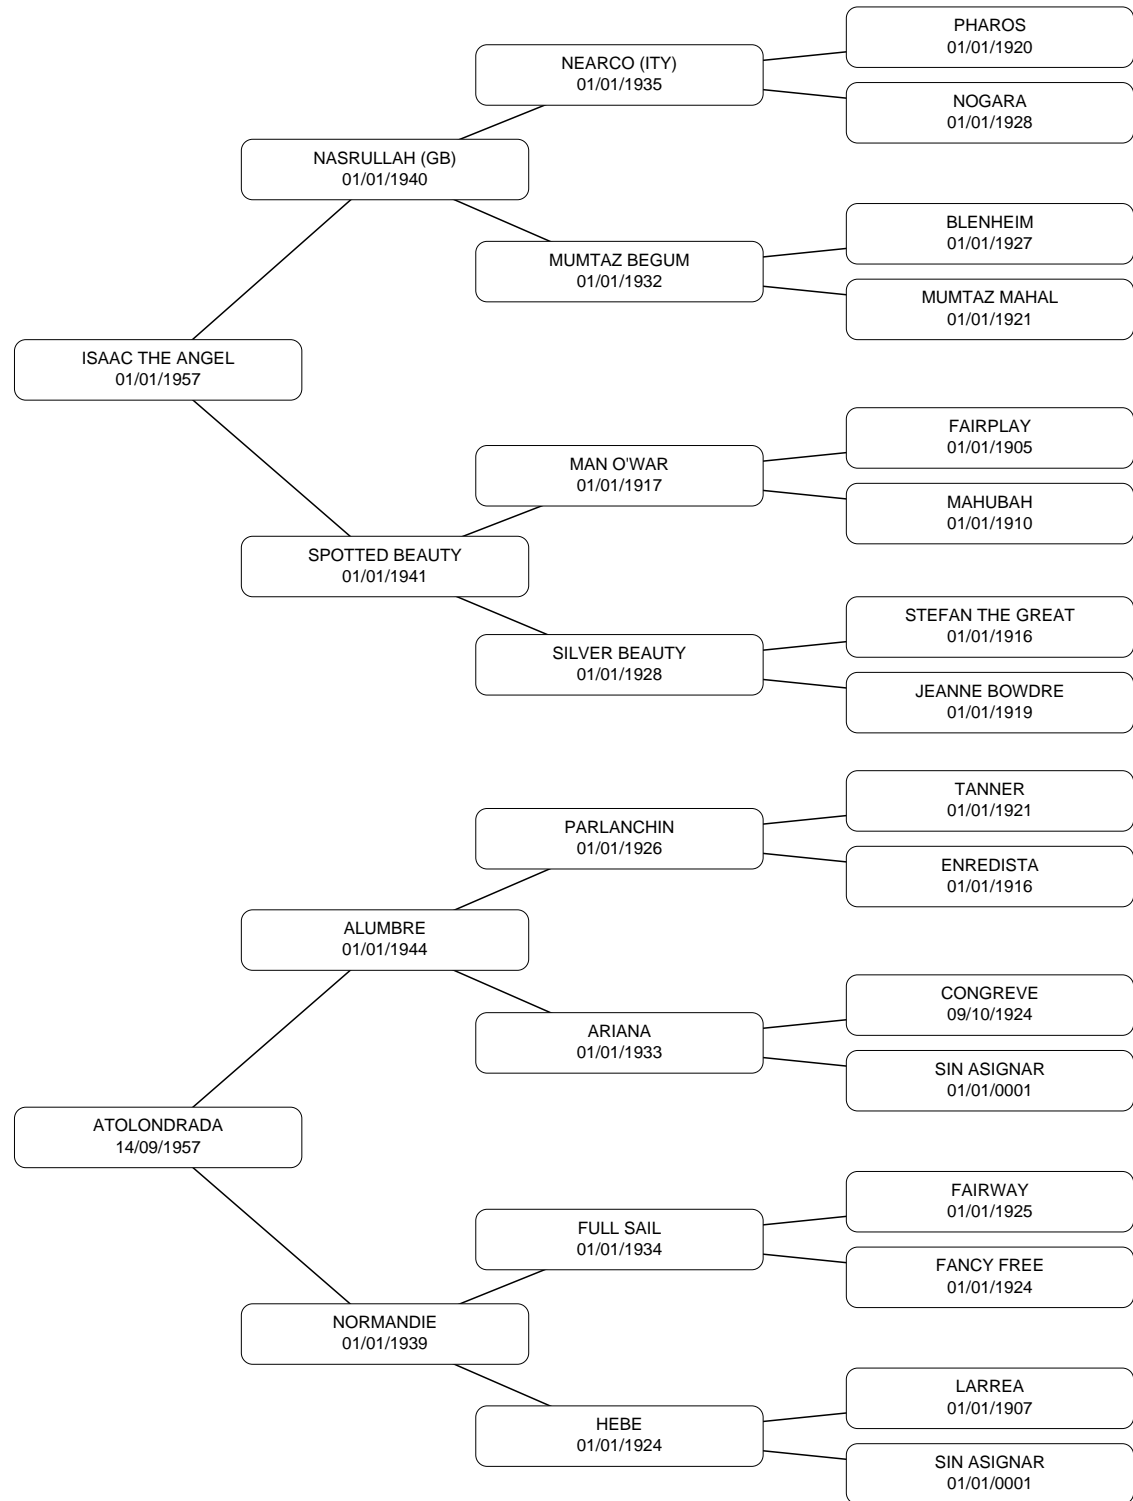 PHAROS
01/01/1920
NEARCO (ITY)
01/01/1935
NOGARA
01/01/1928
NASRULLAH (GB)
01/01/1940
BLENHEIM
01/01/1927
MUMTAZ BEGUM
01/01/1932
MUMTAZ MAHAL
01/01/1921
ISAAC THE ANGEL
01/01/1957
FAIRPLAY
01/01/1905
MAN O'WAR
01/01/1917
MAHUBAH
01/01/1910
SPOTTED BEAUTY
01/01/1941
STEFAN THE GREAT
01/01/1916
SILVER BEAUTY
01/01/1928
JEANNE BOWDRE
01/01/1919
TANNER
01/01/1921
PARLANCHIN
01/01/1926
ENREDISTA
01/01/1916
ALUMBRE
01/01/1944
CONGREVE
09/10/1924
ARIANA
01/01/1933
SIN ASIGNAR
01/01/0001
ATOLONDRADA
14/09/1957
FAIRWAY
01/01/1925
FULL SAIL
01/01/1934
FANCY FREE
01/01/1924
NORMANDIE
01/01/1939
LARREA
01/01/1907
HEBE
01/01/1924
SIN ASIGNAR
01/01/0001